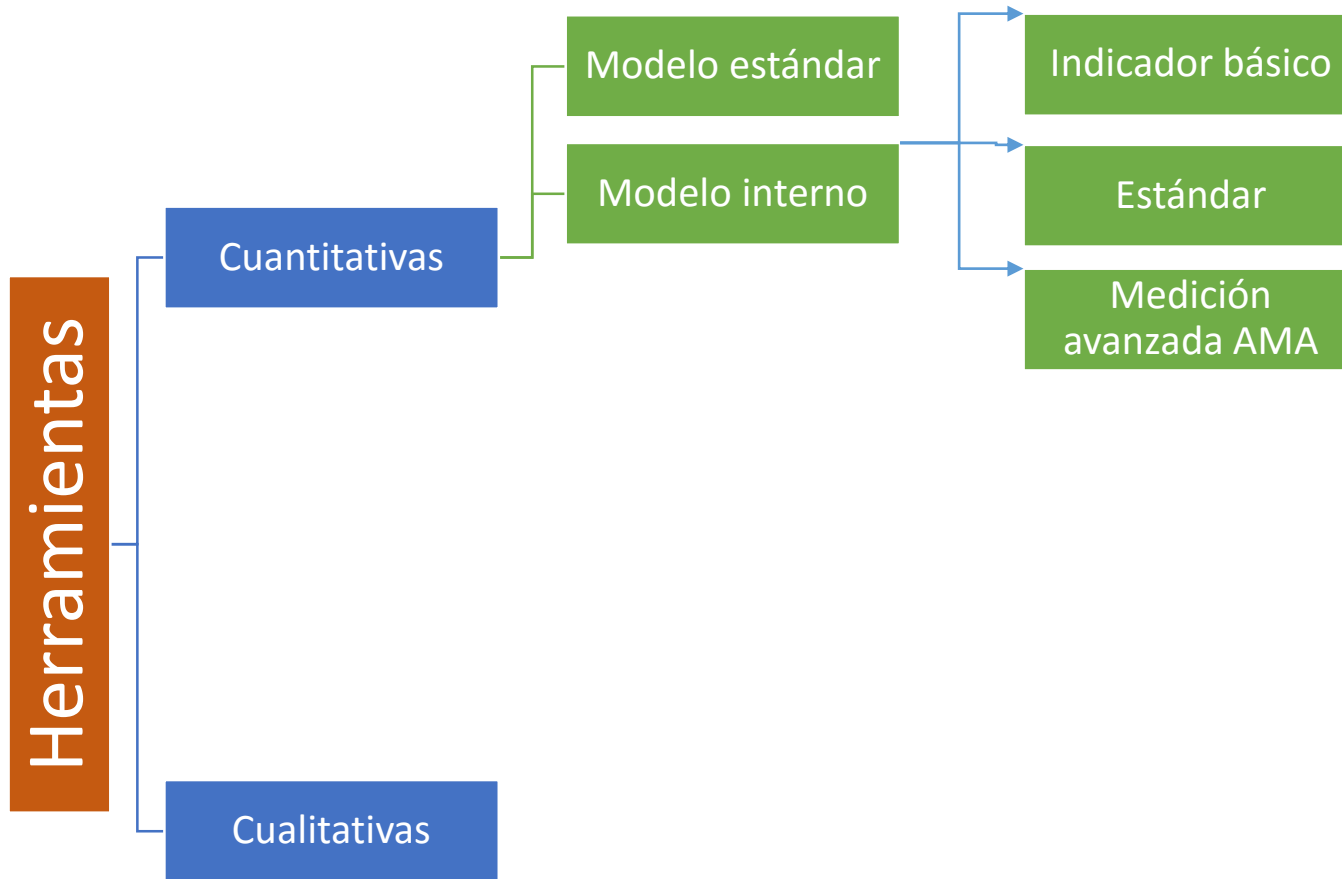 Herramientas
Cuantitativas
Modelo estándar
Modelo interno
Indicador básico
Estándar
Medición
avanzada AMA
Cualitativas